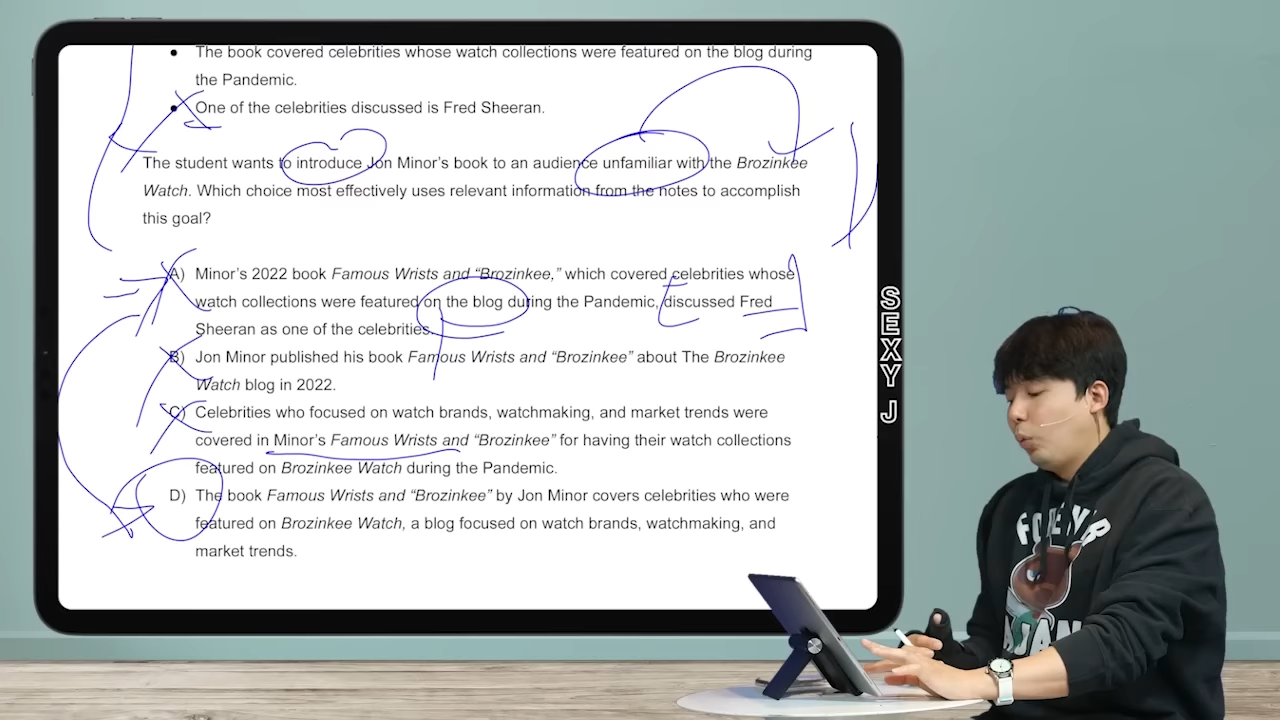 The book covered celebrities whose watch collections were featured on the blog during
the Pandemic.
One of the celebrities discussed is Fred Sheeran.
The student wants to introduce Jon Minor's book to an audience unfamiliar with the Brozinkee
Watch. Which choice most effectively uses relevant information from the notes to accomplish
this goal?
A) Minor's 2022 book Famous Wrists and “Brozinkee,” which covered celebrities whose
watch collections were featured on the blog during the Pandemic, discussed Fred
Sheeran as one of the celebrities.
B) Jon Minor published his book Famous Wrists and “Brozinkee” about The Brozinkee
Watch blog in 2022.
C) Celebrities who focused on watch brands, watchmaking, and market trends were
covered in Minor's Famous Wrists and “Brozinkee” for having their watch collections
featured on Brozinkee Watch during the Pandemic.
D) The book Famous Wrists and “Brozinkee” by Jon Minor covers celebrities who were
featured on Brozinkee Watch, a blog focused on watch brands, watchmaking, and
market trends.
SEXY J